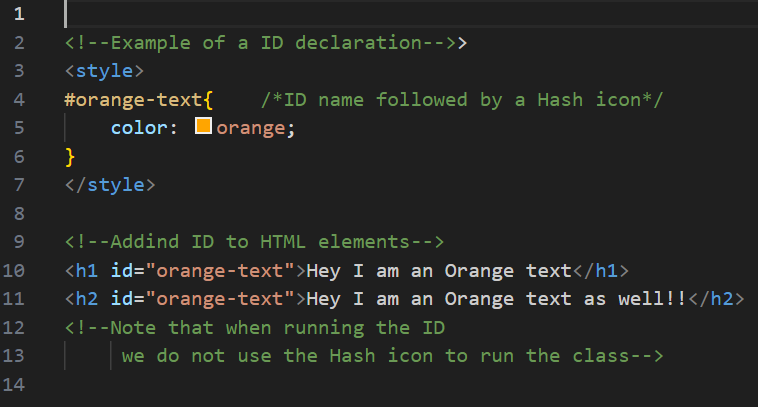 1
2 <!--Example of a ID declaration-->>
3 <style>
4 #orange-text{    /*ID name followed by a Hash icon*/
5     color: orange;
6 }
7 </style>
8
9 <!--Addind ID to HTML elements-->
10 <h1 id="orange-text">Hey I am an Orange text</h1>
11 <h2 id="orange-text">Hey I am an Orange text as well!!</h2>
12 <!--Note that when running the ID
13      we do not use the Hash icon to run the class-->
14